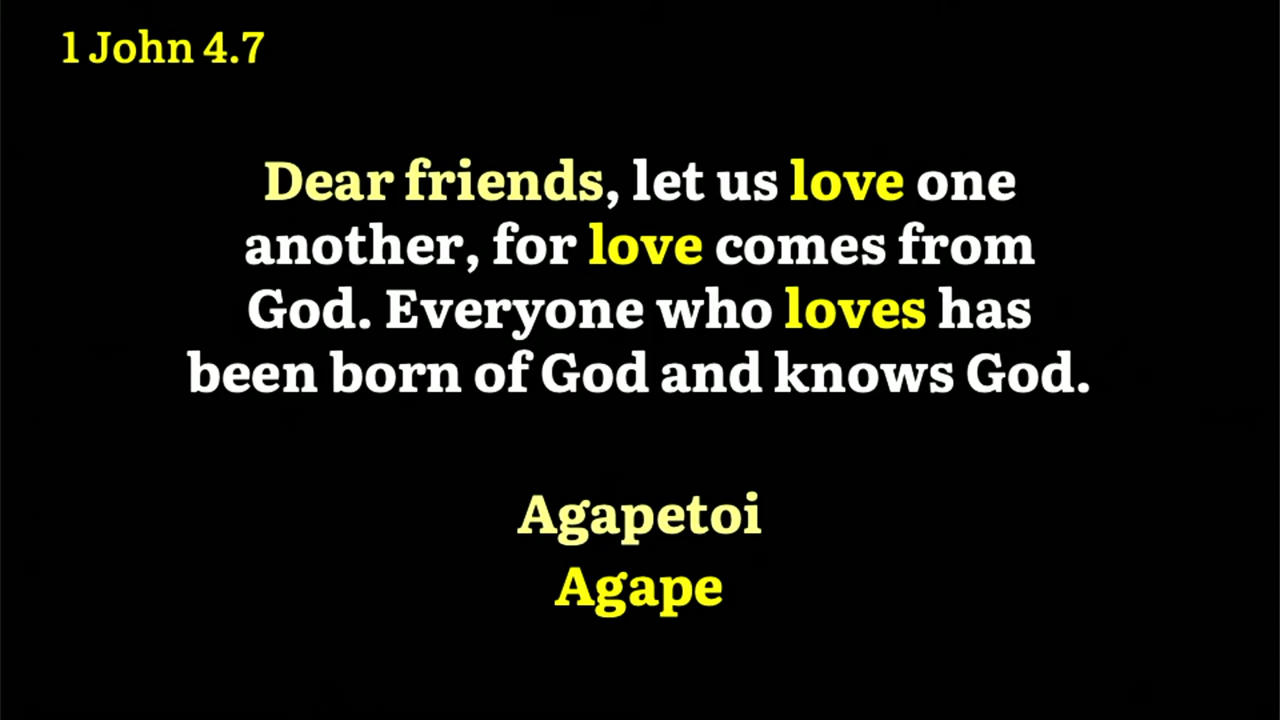 1 John 4.7
Dear friends, let us love one
another, for love comes from
God. Everyone who loves has
been born of God and knows God.
Agapetoi
Agape